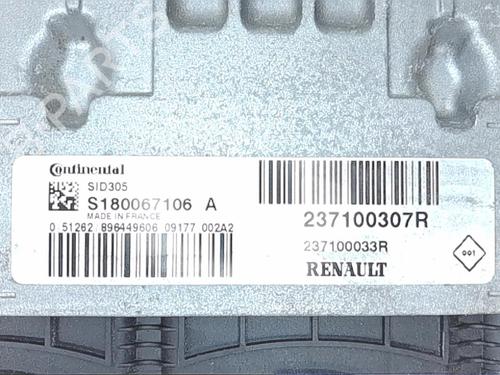 Continental
SID305
S180067106 A
MADE IN FRANCE
0 51262 896449606 09177 002A2
237100307R
237100033R
RENAULT
001